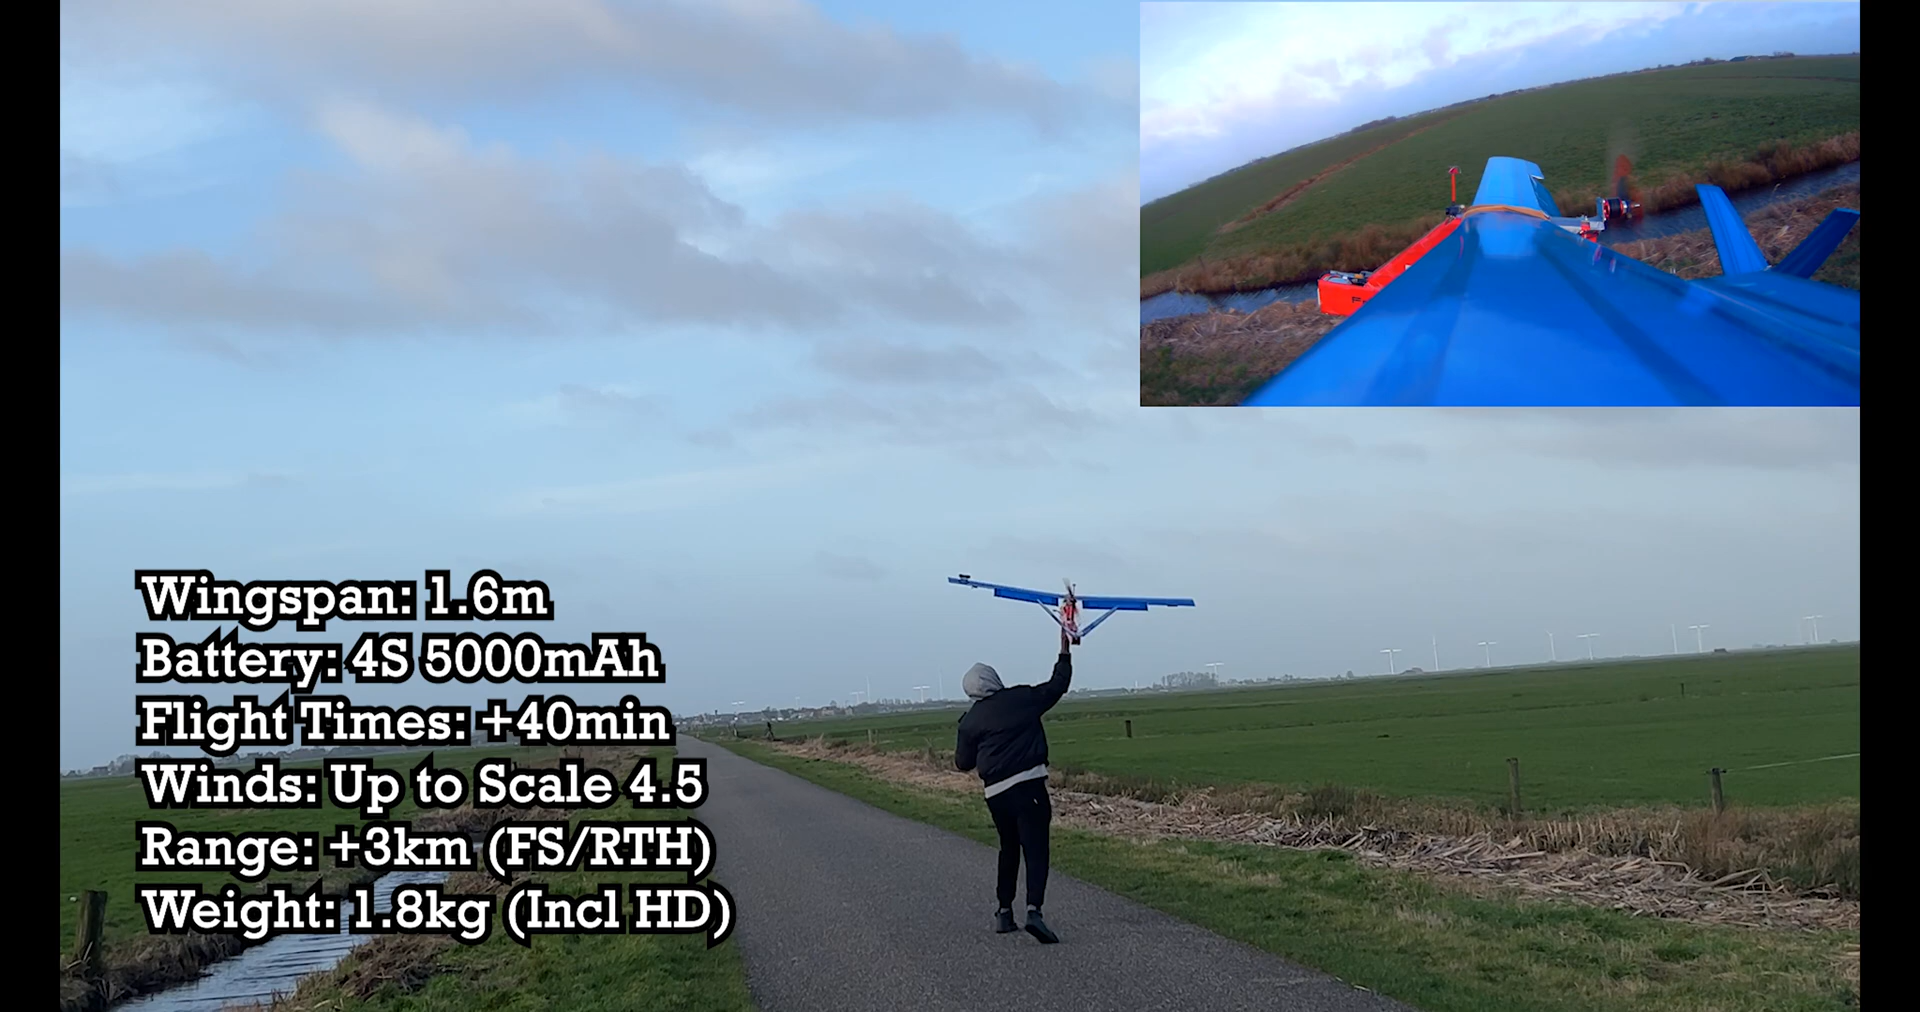 Wingspan: 1.6m
Battery: 4S 5000mAh
Flight Times: +40min
Winds: Up to Scale 4.5
Range: +3km (FS/RTH)
Weight: 1.8kg (Incl HD)